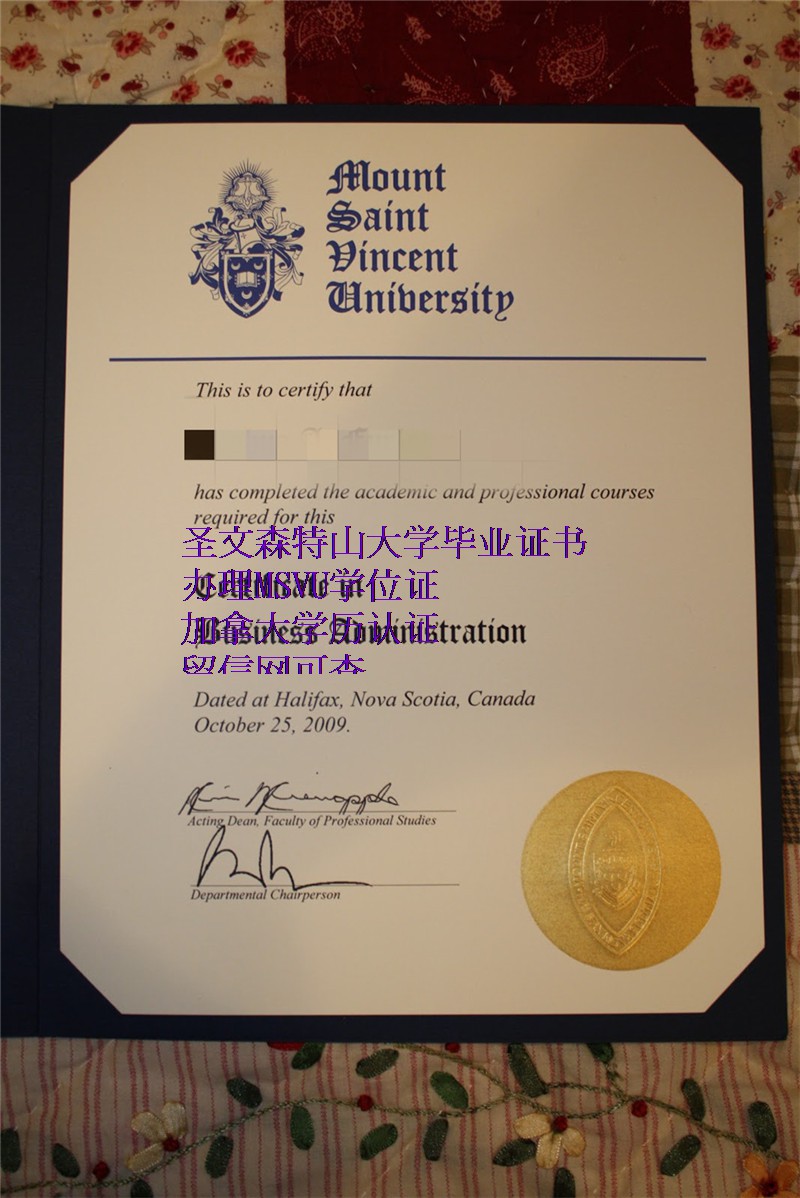 Mount
Saint
Vincent
University
This is to certify that
has completed the academic and professional courses
required for this
圣文森特山大学毕业证书
办理MSVU学位证
Certificate in
加拿大学历认证
Business Administration
留信网可查
Dated at Halifax, Nova Scotia, Canada
October 25, 2009.
Acting Dean, Faculty of Professional Studies
Departmental Chairperson